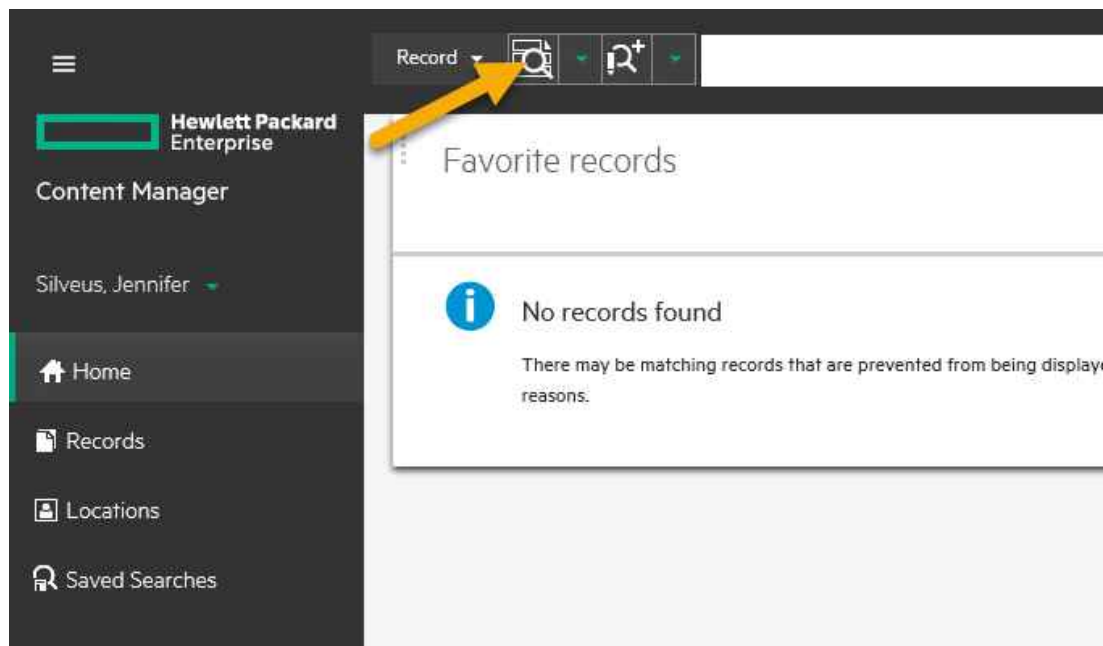 Record
Hewlett Packard
Enterprise
Content Manager
Silveus, Jennifer
Home
Records
Locations
Saved Searches
Favorite records
No records found
There may be matching records that are prevented from being displaye
reasons.